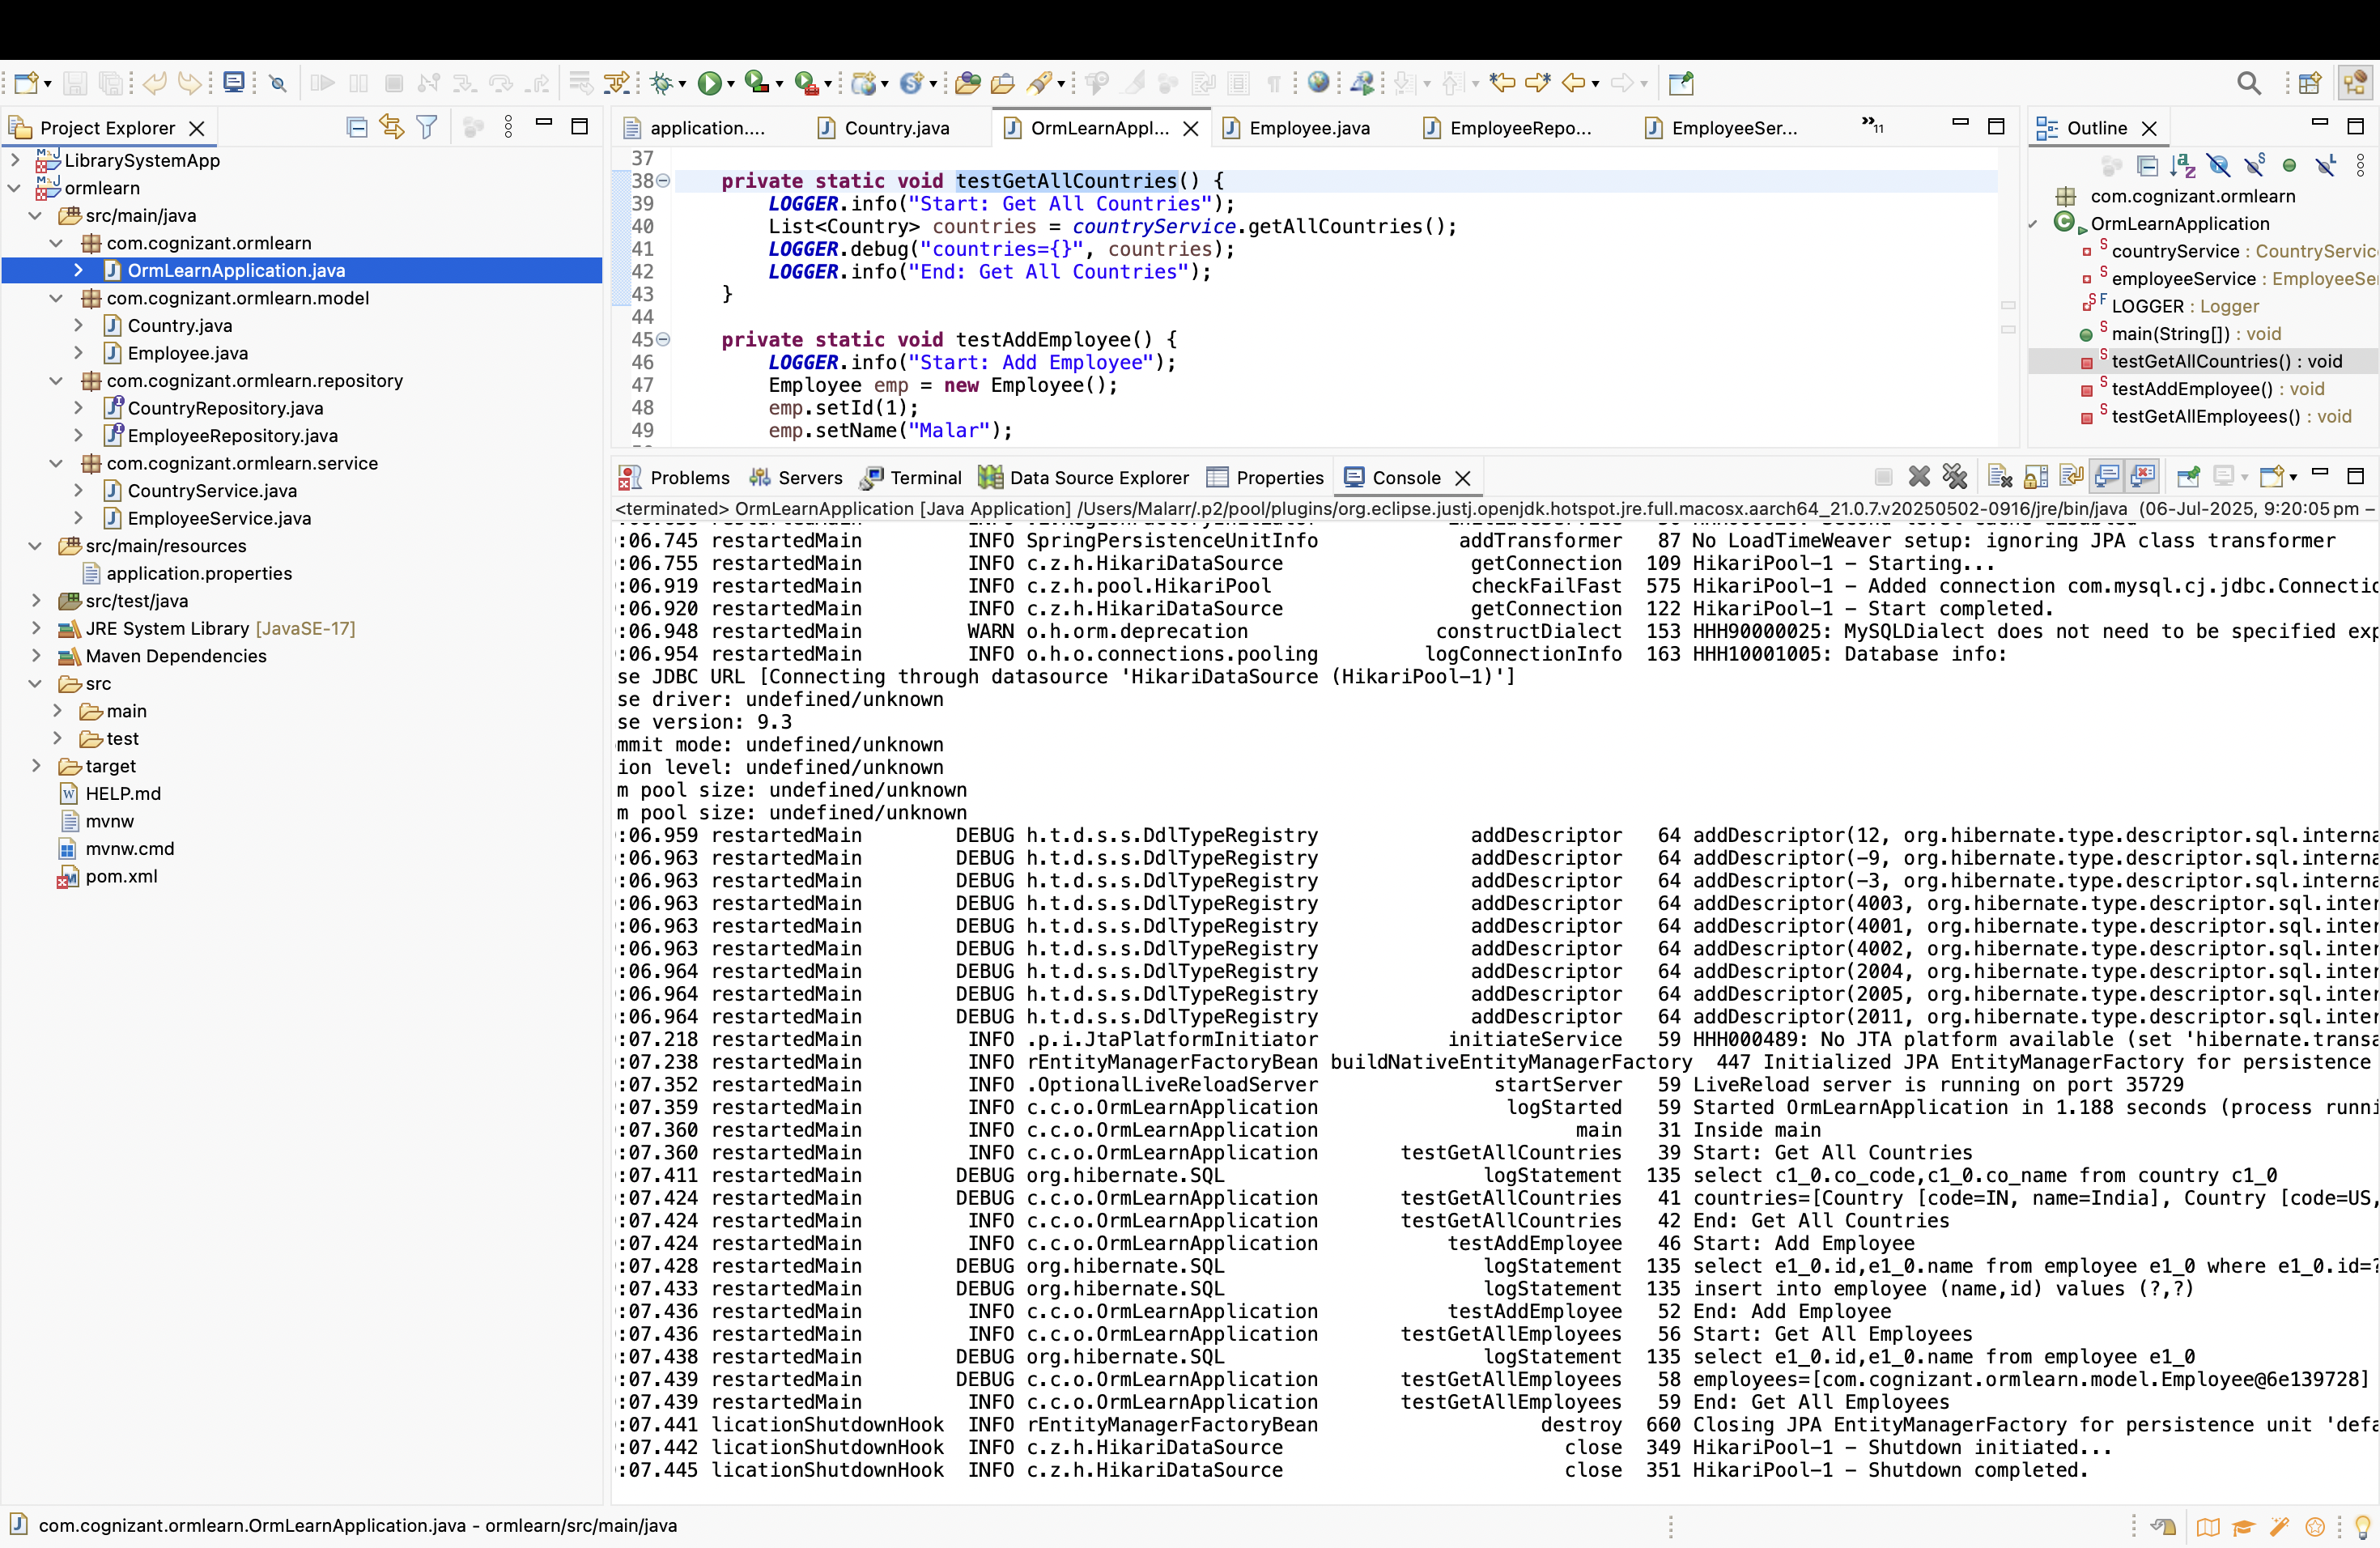 Project Explorer
LibrarySystemApp
ormlearn
src/main/java
com.cognizant.ormlearn
OrmLearnApplication.java
com.cognizant.ormlearn.model
Country.java
Employee.java
com.cognizant.ormlearn.repository
CountryRepository.java
EmployeeRepository.java
com.cognizant.ormlearn.service
CountryService.java
EmployeeService.java
src/main/resources
application.properties
src/test/java
JRE System Library [JavaSE-17]
Maven Dependencies
src
main
test
target
HELP.md
mvnw
mvnw.cmd
pom.xml
application.... Country.java OrmLearnAppl... Employee.java EmployeeRepo... EmployeeSer... »11
37
38 private static void testGetAllCountries() {
39 LOGGER.info("Start: Get All Countries");
40 List<Country> countries = countryService.getAllCountries();
41 LOGGER.debug("countries={}", countries);
42 LOGGER.info("End: Get All Countries");
43 }
44
45 private static void testAddEmployee() {
46 LOGGER.info("Start: Add Employee");
47 Employee emp = new Employee();
48 emp.setId(1);
49 emp.setName("Malar");
Outline
com.cognizant.ormlearn
OrmLearnApplication
countryService : CountryServic
employeeService : EmployeeSe
LOGGER : Logger
main(String[]) : void
testGetAllCountries() : void
testAddEmployee() : void
testGetAllEmployees() : void
Problems Servers Terminal Data Source Explorer Properties Console
<terminated> OrmLearnApplication [Java Application] /Users/Malarr/.p2/pool/plugins/org.eclipse.justj.openjdk.hotspot.jre.full.macosx.aarch64_21.0.7.v20250502-0916/jre/bin/java (06-Jul-2025, 9:20:05 pm –
:06.745 restartedMain INFO SpringPersistenceUnitInfo addTransformer 87 No LoadTimeWeaver setup: ignoring JPA class transformer
:06.755 restartedMain INFO c.z.h.HikariDataSource getConnection 109 HikariPool-1 - Starting...
:06.919 restartedMain INFO c.z.h.pool.HikariPool checkFailFast 575 HikariPool-1 - Added connection com.mysql.cj.jdbc.Connectio
:06.920 restartedMain INFO c.z.h.HikariDataSource getConnection 122 HikariPool-1 - Start completed.
:06.948 restartedMain WARN o.h.orm.deprecation constructDialect 153 HHH90000025: MySQLDialect does not need to be specified exp
:06.954 restartedMain INFO o.h.o.connections.pooling logConnectionInfo 163 HHH10001005: Database info:
se JDBC URL [Connecting through datasource 'HikariDataSource (HikariPool-1)']
se driver: undefined/unknown
se version: 9.3
mmit mode: undefined/unknown
ion level: undefined/unknown
m pool size: undefined/unknown
m pool size: undefined/unknown
:06.959 restartedMain DEBUG h.t.d.s.s.DdlTypeRegistry addDescriptor 64 addDescriptor(12, org.hibernate.type.descriptor.sql.interna
:06.963 restartedMain DEBUG h.t.d.s.s.DdlTypeRegistry addDescriptor 64 addDescriptor(-9, org.hibernate.type.descriptor.sql.interna
:06.963 restartedMain DEBUG h.t.d.s.s.DdlTypeRegistry addDescriptor 64 addDescriptor(-3, org.hibernate.type.descriptor.sql.interna
:06.963 restartedMain DEBUG h.t.d.s.s.DdlTypeRegistry addDescriptor 64 addDescriptor(4003, org.hibernate.type.descriptor.sql.inter
:06.963 restartedMain DEBUG h.t.d.s.s.DdlTypeRegistry addDescriptor 64 addDescriptor(4001, org.hibernate.type.descriptor.sql.inter
:06.963 restartedMain DEBUG h.t.d.s.s.DdlTypeRegistry addDescriptor 64 addDescriptor(4002, org.hibernate.type.descriptor.sql.inter
:06.964 restartedMain DEBUG h.t.d.s.s.DdlTypeRegistry addDescriptor 64 addDescriptor(2004, org.hibernate.type.descriptor.sql.inter
:06.964 restartedMain DEBUG h.t.d.s.s.DdlTypeRegistry addDescriptor 64 addDescriptor(2005, org.hibernate.type.descriptor.sql.inter
:06.964 restartedMain DEBUG h.t.d.s.s.DdlTypeRegistry addDescriptor 64 addDescriptor(2011, org.hibernate.type.descriptor.sql.inter
:07.218 restartedMain INFO .p.i.JtaPlatformInitiator initiateService 59 HHH000489: No JTA platform available (set 'hibernate.transa
:07.238 restartedMain INFO rEntityManagerFactoryBean buildNativeEntityManagerFactory 447 Initialized JPA EntityManagerFactory for persistence
:07.352 restartedMain INFO .OptionalLiveReloadServer startServer 59 LiveReload server is running on port 35729
:07.359 restartedMain INFO c.c.o.OrmLearnApplication logStarted 59 Started OrmLearnApplication in 1.188 seconds (process runni
:07.360 restartedMain INFO c.c.o.OrmLearnApplication main 31 Inside main
:07.360 restartedMain INFO c.c.o.OrmLearnApplication testGetAllCountries 39 Start: Get All Countries
:07.411 restartedMain DEBUG org.hibernate.SQL logStatement 135 select c1_0.co_code,c1_0.co_name from country c1_0
:07.424 restartedMain DEBUG c.c.o.OrmLearnApplication testGetAllCountries 41 countries=[Country [code=IN, name=India], Country [code=US,
:07.424 restartedMain INFO c.c.o.OrmLearnApplication testGetAllCountries 42 End: Get All Countries
:07.424 restartedMain INFO c.c.o.OrmLearnApplication testAddEmployee 46 Start: Add Employee
:07.428 restartedMain DEBUG org.hibernate.SQL logStatement 135 select e1_0.id,e1_0.name from employee e1_0 where e1_0.id=?
:07.433 restartedMain DEBUG org.hibernate.SQL logStatement 135 insert into employee (name,id) values (?,?)
:07.436 restartedMain INFO c.c.o.OrmLearnApplication testAddEmployee 52 End: Add Employee
:07.436 restartedMain INFO c.c.o.OrmLearnApplication testGetAllEmployees 56 Start: Get All Employees
:07.438 restartedMain DEBUG org.hibernate.SQL logStatement 135 select e1_0.id,e1_0.name from employee e1_0
:07.439 restartedMain DEBUG c.c.o.OrmLearnApplication testGetAllEmployees 58 employees=[com.cognizant.ormlearn.model.Employee@6e139728]
:07.439 restartedMain INFO c.c.o.OrmLearnApplication testGetAllEmployees 59 End: Get All Employees
:07.441 licationShutdownHook INFO rEntityManagerFactoryBean destroy 660 Closing JPA EntityManagerFactory for persistence unit 'defa
:07.442 licationShutdownHook INFO c.z.h.HikariDataSource close 349 HikariPool-1 - Shutdown initiated...
:07.445 licationShutdownHook INFO c.z.h.HikariDataSource close 351 HikariPool-1 - Shutdown completed.
com.cognizant.ormlearn.OrmLearnApplication.java - ormlearn/src/main/java